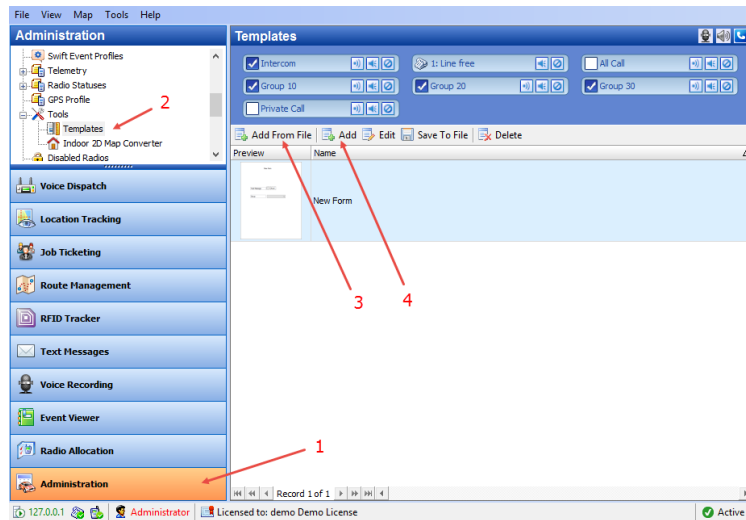 File View Map Tools Help
Administration
Templates
Swift Event Profiles
Telemetry
Radio Statuses
GPS Profile
Tools
Templates
Indoor 2D Map Converter
Disabled Radios
2
Intercom
1: Line free
All Call
Group 10
Group 20
Group 30
Private Call
Add From File Add Edit Save To File Delete
Preview Name
New Form
3
4
Voice Dispatch
Location Tracking
Job Ticketing
Route Management
RFID Tracker
Text Messages
Voice Recording
Event Viewer
Radio Allocation
Administration
1
Record 1 of 1
127.0.0.1 Administrator Licensed to: demo Demo License Active